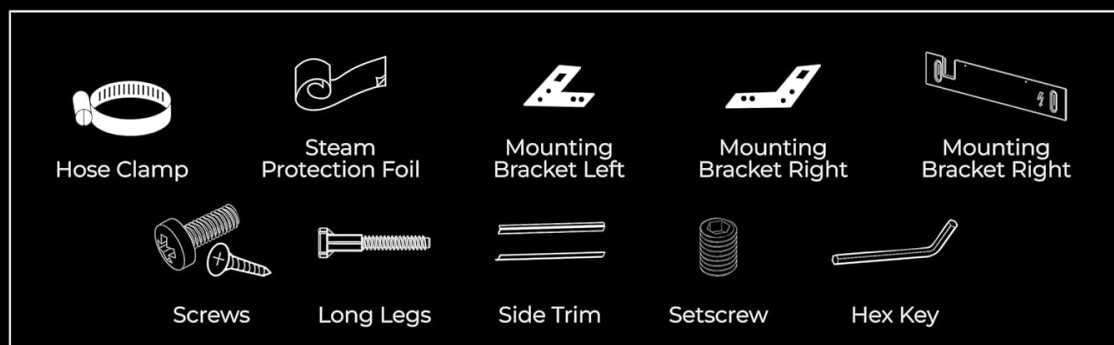 Hose Clamp
Steam
Protection Foil
Mounting
Bracket Left
Mounting
Bracket Right
Mounting
Bracket Right
Screws
Long Legs
Side Trim
Setscrew
Hex Key